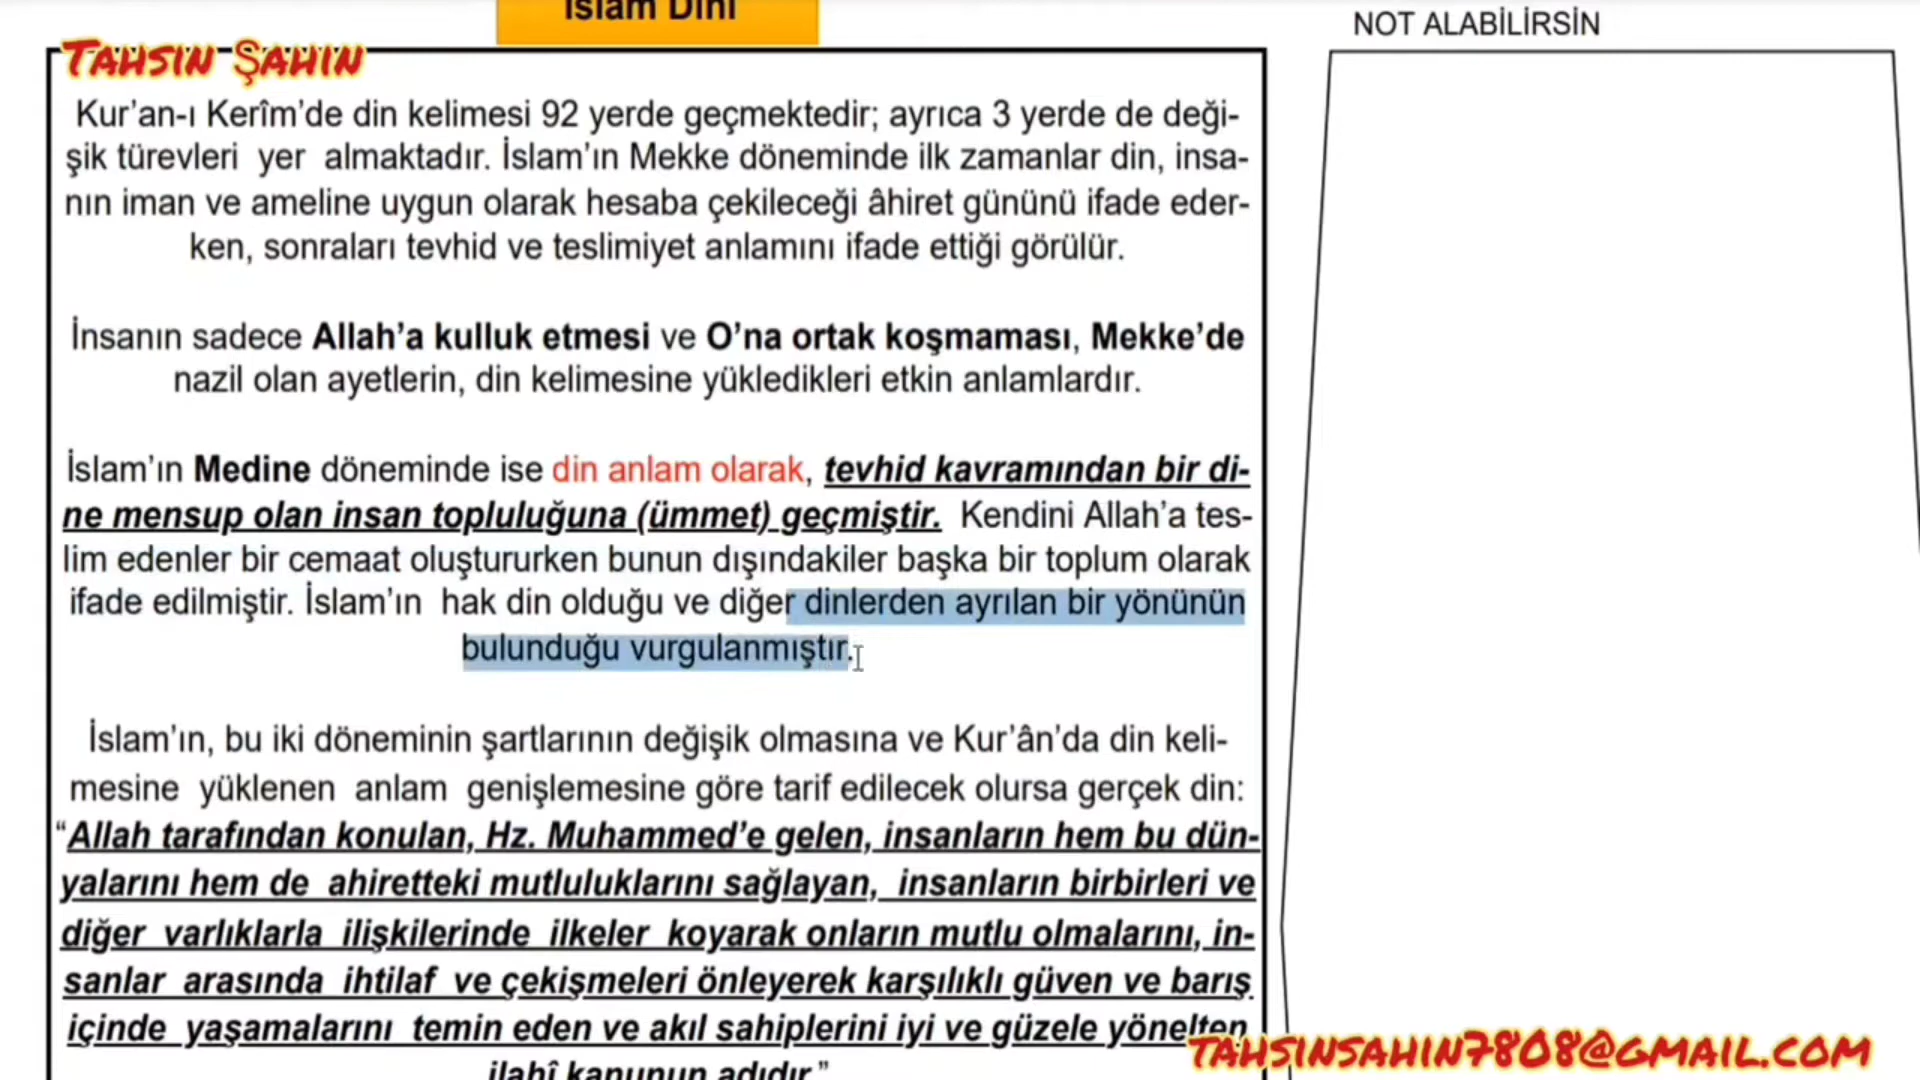 İslam Dini
NOT ALABİLİRSİN
TAHSIN ŞAHIN
Kur’an-ı Kerîm’de din kelimesi 92 yerde geçmektedir; ayrıca 3 yerde de deği-
şik türevleri yer almaktadır. İslam’ın Mekke döneminde ilk zamanlar din, insa-
nın iman ve ameline uygun olarak hesaba çekileceği âhiret gününü ifade eder-
ken, sonraları tevhid ve teslimiyet anlamını ifade ettiği görülür.
İnsanın sadece Allah’a kulluk etmesi ve O’na ortak koşmaması, Mekke’de
nazil olan ayetlerin, din kelimesine yükledikleri etkin anlamlardır.
İslam’ın Medine döneminde ise din anlam olarak, tevhid kavramından bir di-
ne mensup olan insan topluluğuna (ümmet) geçmiştir. Kendini Allah’a tes-
lim edenler bir cemaat oluştururken bunun dışındakiler başka bir toplum olarak
ifade edilmiştir. İslam’ın hak din olduğu ve diğer dinlerden ayrılan bir yönünün
bulunduğu vurgulanmıştır.
İslam’ın, bu iki döneminin şartlarının değişik olmasına ve Kur’ân’da din keli-
mesine yüklenen anlam genişlemesine göre tarif edilecek olursa gerçek din:
“Allah tarafından konulan, Hz. Muhammed’e gelen, insanların hem bu dün-
yalarını hem de ahiretteki mutluluklarını sağlayan, insanların birbirleri ve
diğer varlıklarla ilişkilerinde ilkeler koyarak onların mutlu olmalarını, in-
sanlar arasında ihtilaf ve çekişmeleri önleyerek karşılıklı güven ve barış
içinde yaşamalarını temin eden ve akıl sahiplerini iyi ve güzele yönelten
ilahî kanunun adıdır.”
TAHSINSAHIN7808@GMAIL.COM